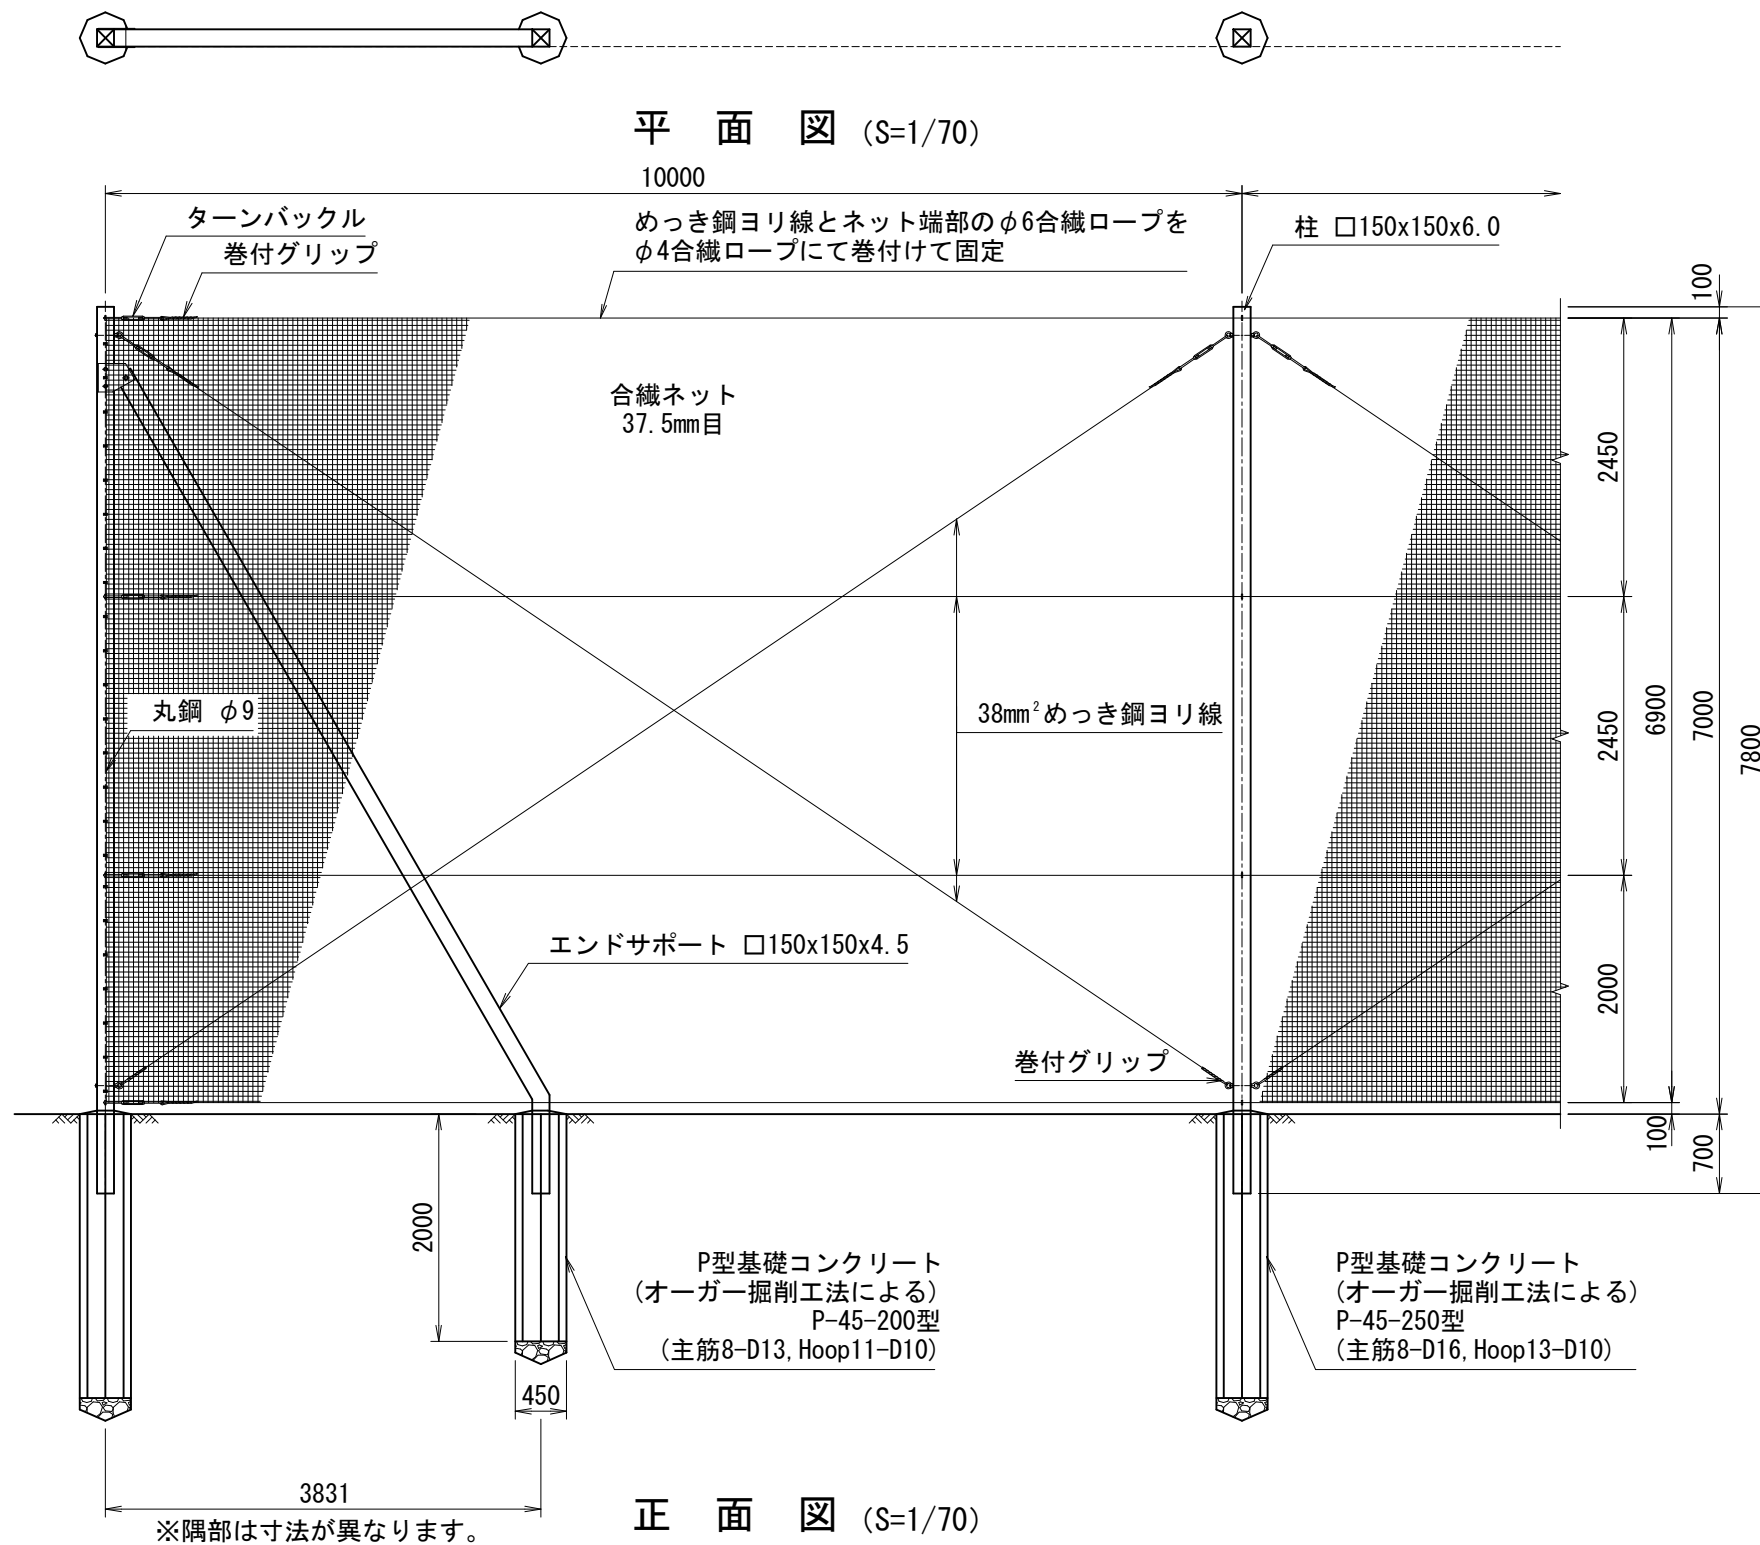 平 面 図 (S=1/70)
10000
ターンバックル
巻付グリップ
めっき鋼ヨリ線とネット端部のφ6合繊ロープを
φ4合繊ロープにて巻付けて固定
柱 □150x150x6.0
100
合繊ネット
37.5mm目
2450
丸鋼 φ9
38mm²めっき鋼ヨリ線
2450
6900
7000
7800
エンドサポート □150x150x4.5
2000
巻付グリップ
100
700
2000
P型基礎コンクリート
(オーガー掘削工法による)
P-45-200型
(主筋8-D13,Hoop11-D10)
P型基礎コンクリート
(オーガー掘削工法による)
P-45-250型
(主筋8-D16,Hoop13-D10)
450
3831
※隅部は寸法が異なります。
正 面 図 (S=1/70)